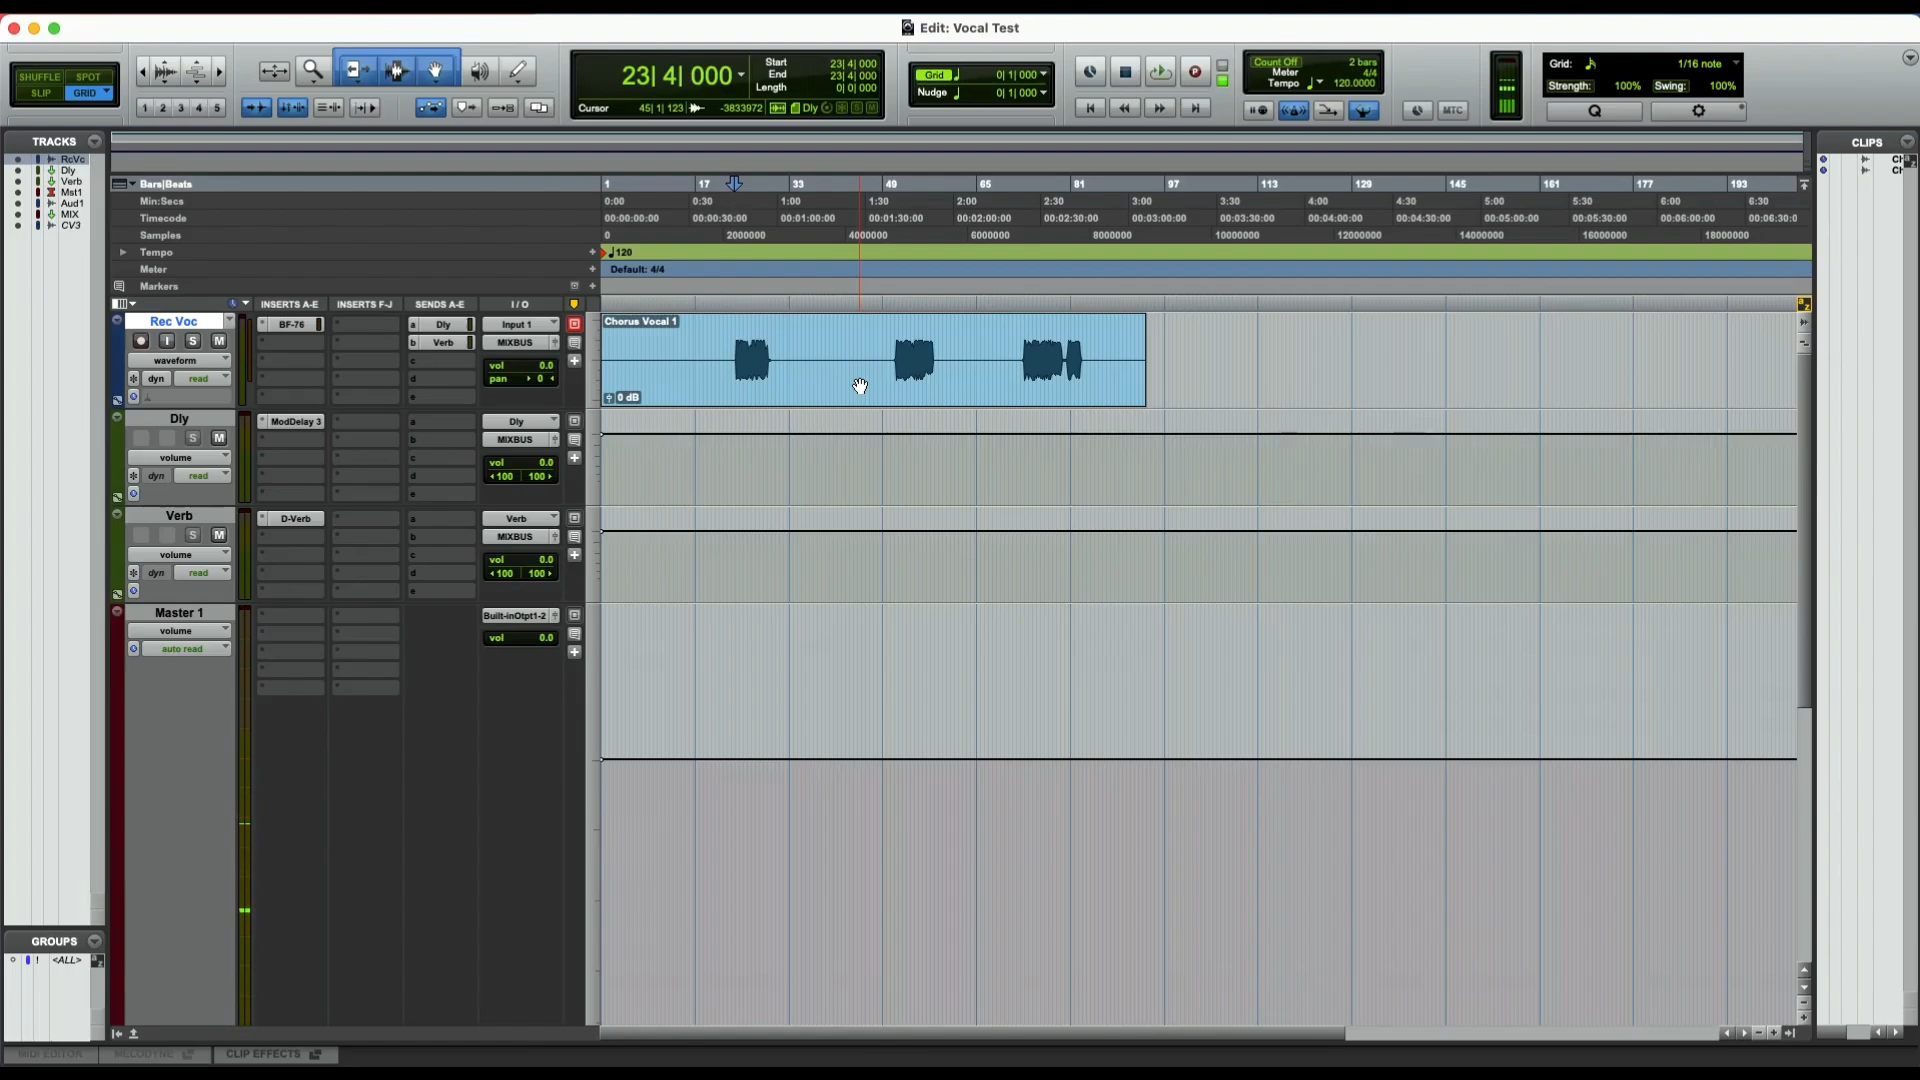 Edit: Vocal Test
SHUFFLE SPOT
SLIP GRID
1 2 3 4 5
23| 4| 000
Start 23| 4| 000
End 23| 4| 000
Length 0| 0| 000
Cursor 45| 1| 123 -3833972 Dly
Grid 0| 1| 000
Nudge 0| 1| 000
Count Off 2 bars
Meter 4/4
Tempo 120.0000
MTC
Grid: 1/16 note
Strength: 100% Swing: 100%
Q
TRACKS
RcVc
Dly
Verb
Mst1
Aud1
MIX
CV3
CLIPS
Ch
Ch
Bars|Beats 1 17 33 49 65 81 97 113 129 145 161 177 193
Min:Secs 0:00 0:30 1:00 1:30 2:00 2:30 3:00 3:30 4:00 4:30 5:00 5:30 6:00 6:30
Timecode 00:00:00:00 00:00:30:00 00:01:00:00 00:01:30:00 00:02:00:00 00:02:30:00 00:03:00:00 00:03:30:00 00:04:00:00 00:04:30:00 00:05:00:00 00:05:30:00 00:06:00:00 00:06:30:0
Samples 0 2000000 4000000 6000000 8000000 10000000 12000000 14000000 16000000 18000000
Tempo 120
Meter Default: 4/4
Markers
INSERTS A-E INSERTS F-J SENDS A-E I / O
Rec Voc BF-76 a Dly Input 1
I S M b Verb MIXBUS
waveform c vol 0.0
dyn read d pan 0
e
Chorus Vocal 1
0 dB
Dly ModDelay 3 a Dly
S M b MIXBUS
volume c vol 0.0
dyn read d 100 100
e
Verb D-Verb a Verb
S M b MIXBUS
volume c vol 0.0
dyn read d 100 100
e
Master 1 Built-inOtpt1-2
volume vol 0.0
auto read
GROUPS
! <ALL>
MIDI EDITOR MELODYNE CLIP EFFECTS